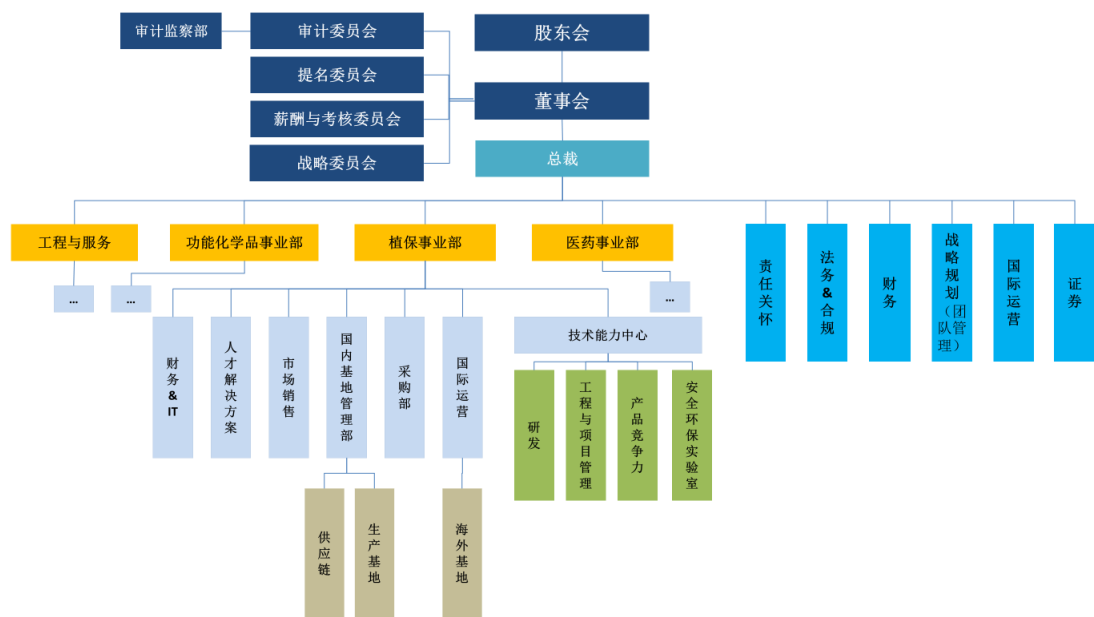 审计监察部
审计委员会
股东会
提名委员会
董事会
薪酬与考核委员会
战略委员会
总裁
工程与服务
功能化学品事业部
植保事业部
医药事业部
责任关怀
法务&合规
财务
战略规划（团队管理）
国际运营
证券
...
...
...
财务&IT
人才解决方案
市场销售
国内基地管理部
采购部
国际运营
技术能力中心
研发
工程与项目管理
产品竞争力
安全环保实验室
供应链
生产基地
海外基地